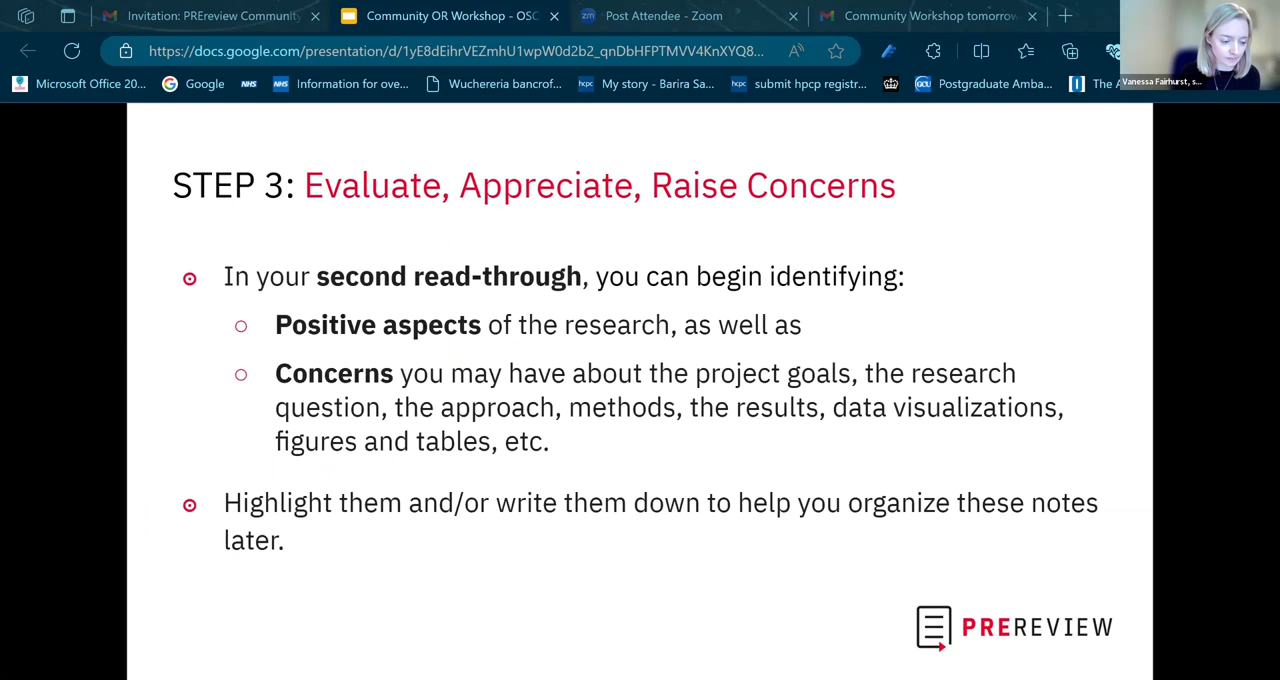 Invitation: PREreview Community
Community OR Workshop - OSC
zm Post Attendee - Zoom
Community Workshop tomorrow
https://docs.google.com/presentation/d/1yE8dEihrVEZmhU1wpW0d2b2_qnDbHFPTMVV4KnXYQ8...
Microsoft Office 20...
Google
NHS
NHS Information for ove...
Wuchereria bancrof...
hcpc My story - Barira Sa...
hcpc submit hpcp registr...
GCU Postgraduate Amba...
The A
Vanessa Fairhurst, s...
STEP 3: Evaluate, Appreciate, Raise Concerns
In your second read-through, you can begin identifying:
Positive aspects of the research, as well as
Concerns you may have about the project goals, the research
question, the approach, methods, the results, data visualizations,
figures and tables, etc.
Highlight them and/or write them down to help you organize these notes
later.
PREREVIEW